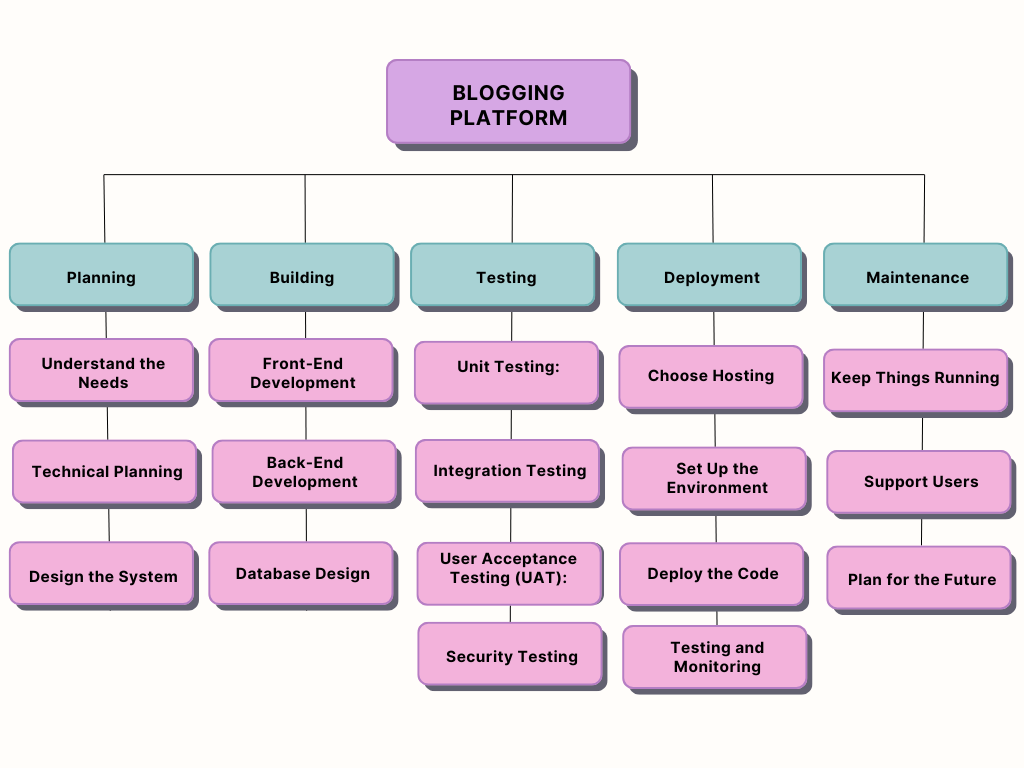 BLOGGING
PLATFORM
Planning
Building
Testing
Deployment
Maintenance
Understand the
Needs
Front-End
Development
Unit Testing:
Choose Hosting
Keep Things Running
Technical Planning
Back-End
Development
Integration Testing
Set Up the
Environment
Support Users
Design the System
Database Design
User Acceptance
Testing (UAT):
Deploy the Code
Plan for the Future
Security Testing
Testing and
Monitoring